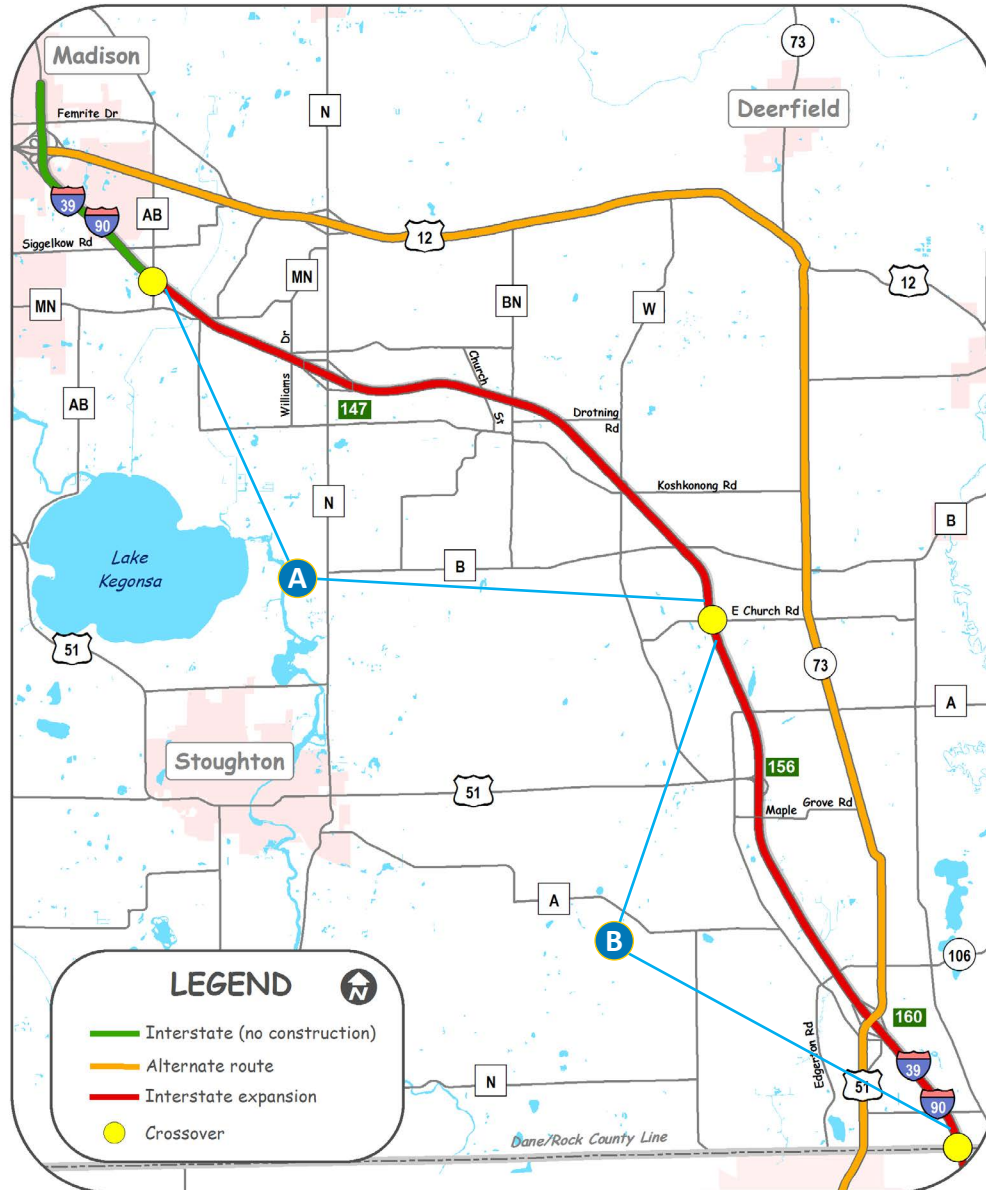 Madison
73
N
Deerfield
Femrite Dr
39
90
AB
12
Siggelkow Rd
MN
12
MN
BN
W
Williams Dr
Church St
AB
147
Drotning
Rd
N
Koshkonong Rd
B
B
Lake
Kegonsa
A
E Church Rd
51
73
A
Stoughton
156
51
Maple Grove Rd
A
B
106
LEGEND
N
Interstate (no construction)
Alternate route
Interstate expansion
Crossover
160
Edgerton Rd
39
N
51
90
Dane/Rock County Line